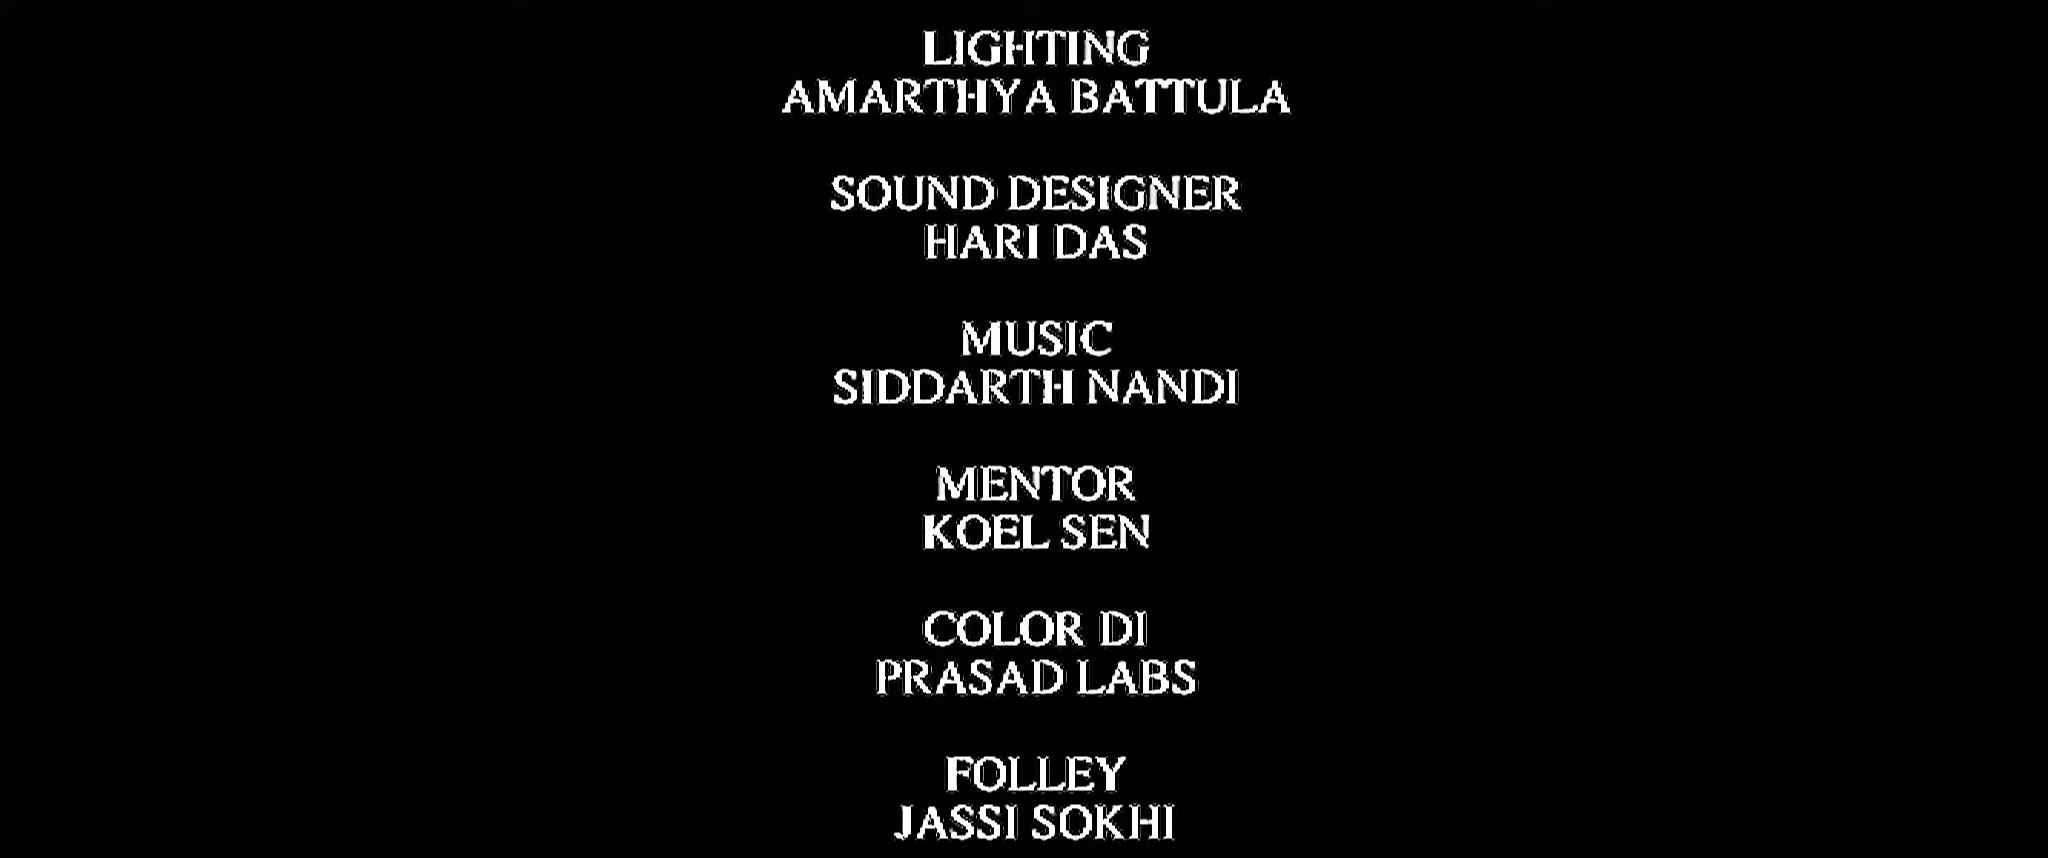 LIGHTING
AMARTHYA BATTULA
SOUND DESIGNER
HARI DAS
MUSIC
SIDDARTH NANDI
MENTOR
KOEL SEN
COLOR DI
PRASAD LABS
FOLLEY
JASSI SOKHI